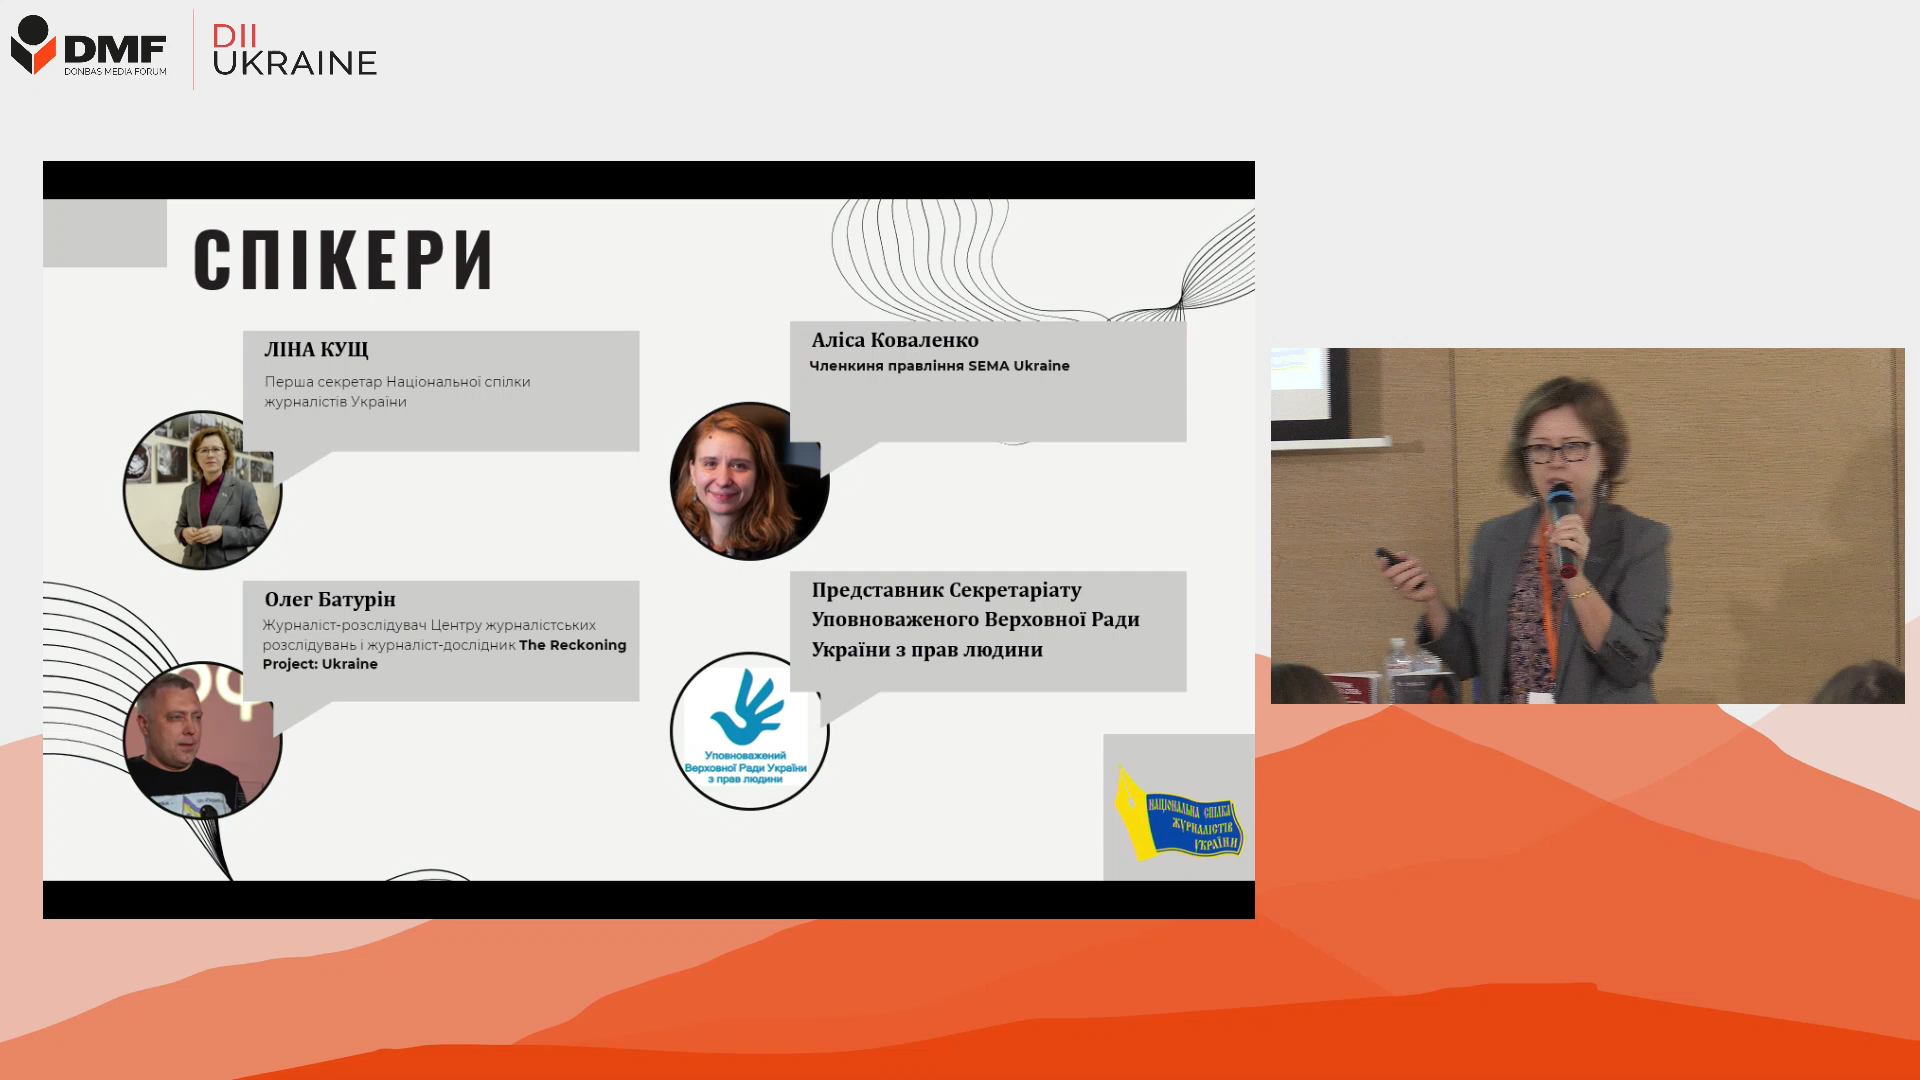 DMF
DONBAS MEDIA FORUM
DII
UKRAINE
СПІКЕРИ
ЛІНА КУЩ
Перша секретар Національної спілки
журналістів України
Аліса Коваленко
Членкиня правління SEMA Ukraine
Олег Батурін
Журналіст-розслідувач Центру журналістських
розслідувань і журналіст-дослідник The Reckoning
Project: Ukraine
Представник Секретаріату
Уповноваженого Верховної Ради
України з прав людини
Уповноважений
Верховної Ради України
з прав людини
НАЦІОНАЛЬНА СПІЛКА
ЖУРНАЛІСТІВ
УКРАЇНИ